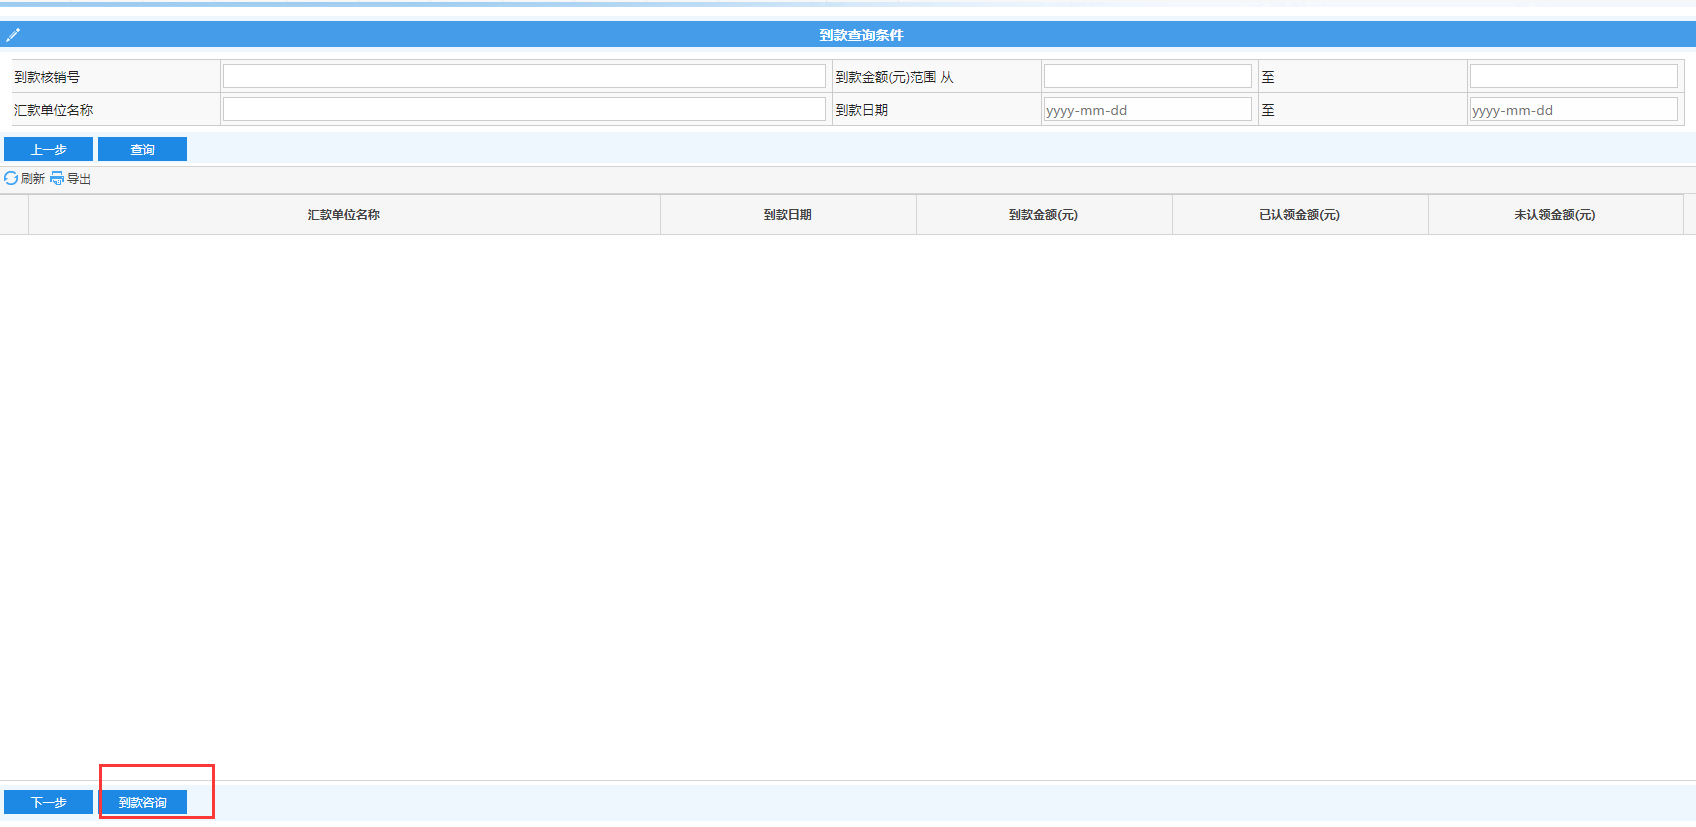 到款查询条件
到款核销号 到款金额(元)范围 从 至
汇款单位名称 到款日期 yyyy-mm-dd 至 yyyy-mm-dd
上一步 查询
刷新 导出
汇款单位名称 到款日期 到款金额(元) 已认领金额(元) 未认领金额(元)
下一步 到款咨询